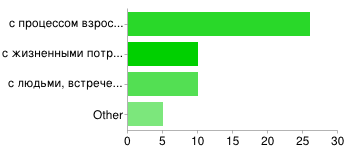 с процессом взрос...
с жизненными потр...
с людьми, встрече...
Other
0 5 10 15 20 25 30